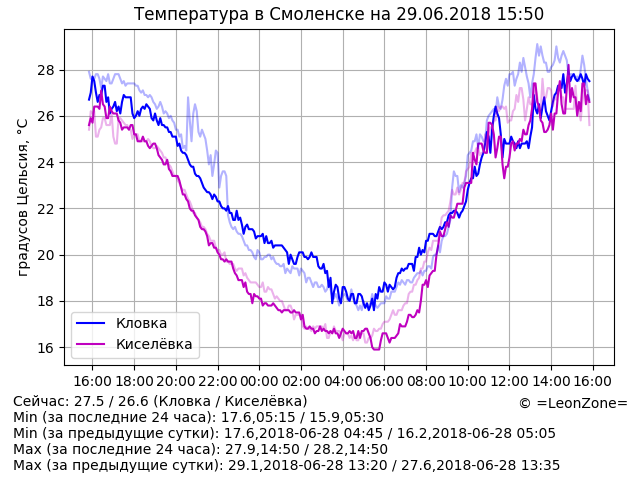 Температура в Смоленске на 29.06.2018 15:50
градусов Цельсия, °C
28
26
24
22
20
18
16
Кловка
Киселёвка
16:00 18:00 20:00 22:00 00:00 02:00 04:00 06:00 08:00 10:00 12:00 14:00 16:00
Сейчас: 27.5 / 26.6 (Кловка / Киселёвка)
© =LeonZone=
Min (за последние 24 часа): 17.6,05:15 / 15.9,05:30
Min (за предыдущие сутки): 17.6,2018-06-28 04:45 / 16.2,2018-06-28 05:05
Max (за последние 24 часа): 27.9,14:50 / 28.2,14:50
Max (за предыдущие сутки): 29.1,2018-06-28 13:20 / 27.6,2018-06-28 13:35